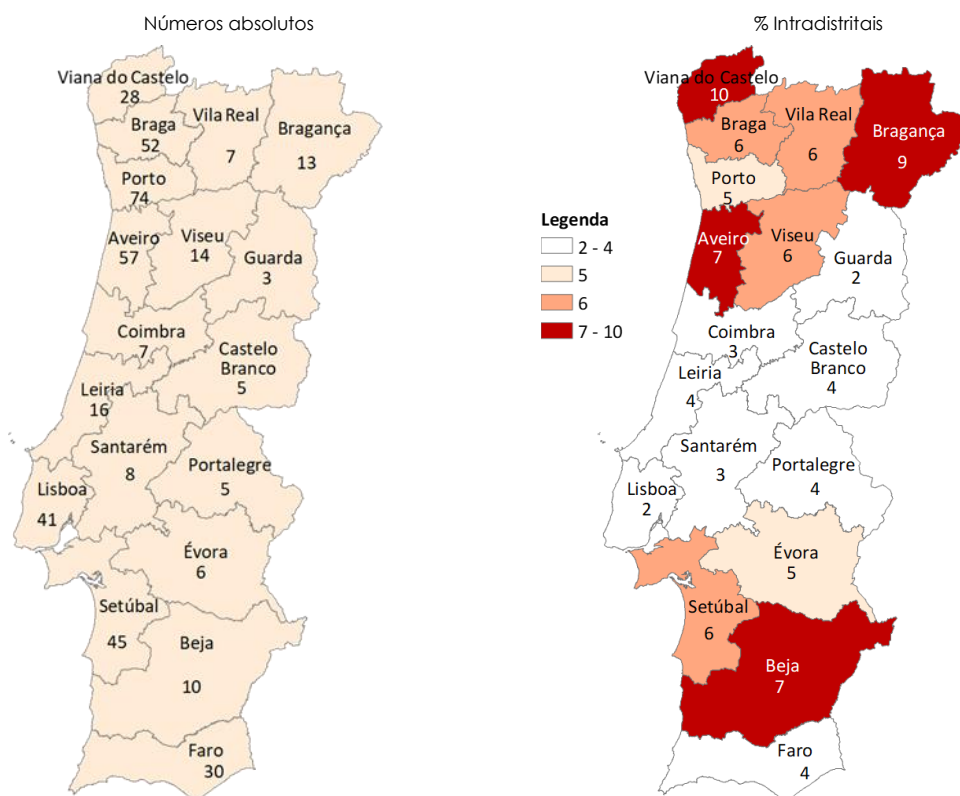 Números absolutos
Viana do Castelo
28
Braga
52
Vila Real
7
Bragança
13
Porto
74
Aveiro
57
Viseu
14
Guarda
3
Coimbra
7
Castelo
Branco
5
Leiria
16
Santarém
8
Portalegre
5
Lisboa
41
Évora
6
Setúbal
45
Beja
10
Faro
30
% Intradistritais
Viana do Castelo
10
Braga
6
Vila Real
6
Bragança
9
Porto
5
Legenda
2 - 4
5
6
7 - 10
Aveiro
7
Viseu
6
Guarda
2
Coimbra
3
Castelo
Branco
4
Leiria
4
Santarém
3
Portalegre
4
Lisboa
2
Évora
5
Setúbal
6
Beja
7
Faro
4